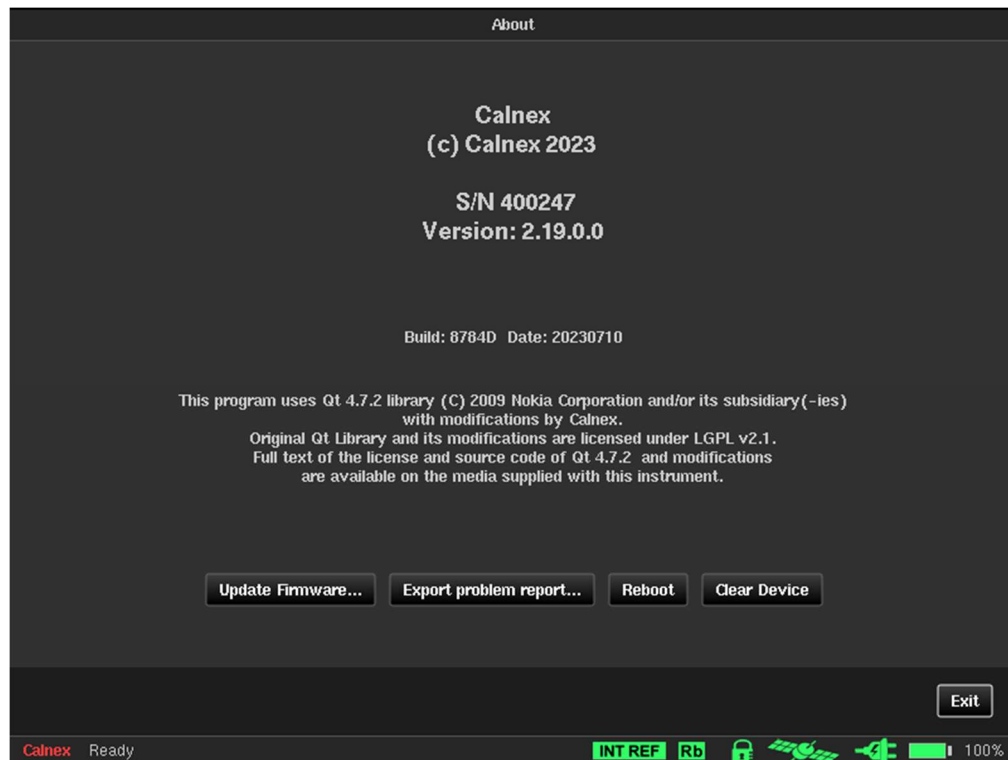 About
Calnex
(c) Calnex 2023
S/N 400247
Version: 2.19.0.0
Build: 8784D Date: 20230710
This program uses Qt 4.7.2 library (C) 2009 Nokia Corporation and/or its subsidiary(-ies)
with modifications by Calnex.
Original Qt Library and its modifications are licensed under LGPL v2.1.
Full text of the license and source code of Qt 4.7.2 and modifications
are available on the media supplied with this instrument.
Update Firmware... Export problem report... Reboot Clear Device
Exit
Calnex Ready INT REF Rb 100%